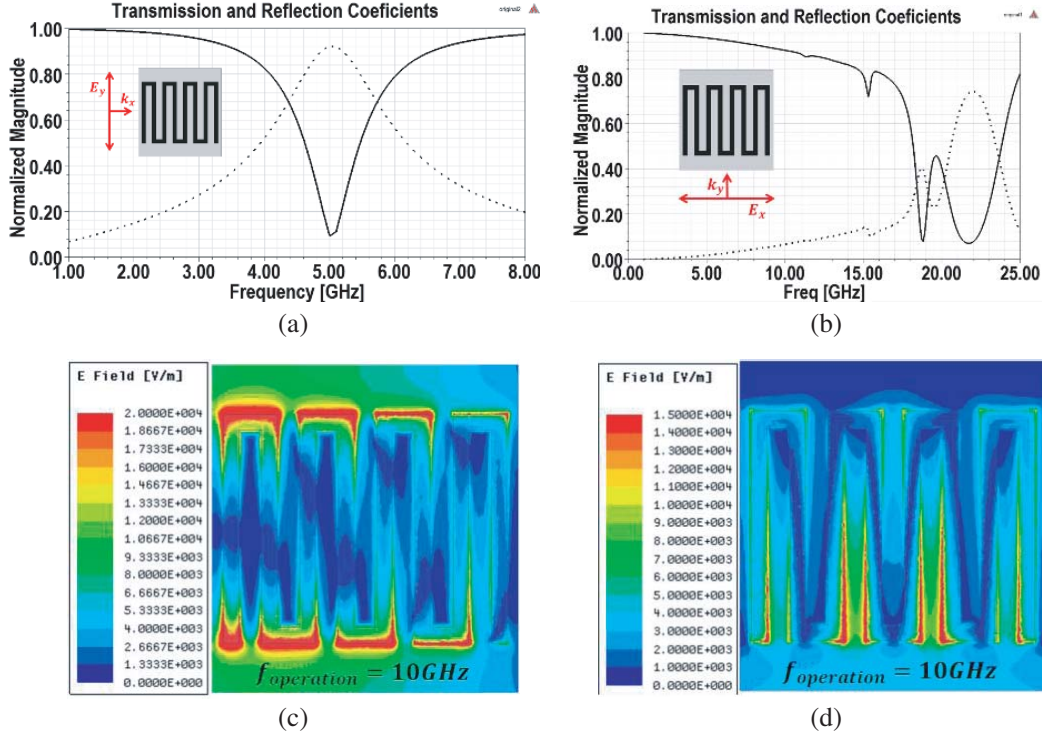 Transmission and Reflection Coeficients
original2
Normalized Magnitude
1.00
0.80
0.60
0.40
0.20
0.00
E_y
k_x
1.00 2.00 3.00 4.00 5.00 6.00 7.00 8.00
Frequency [GHz]
(a)
Transmission and Reflection Coeficients
original1
Normalized Magnitude
1.00
0.80
0.60
0.40
0.20
0.00
k_y
E_x
0.00 5.00 10.00 15.00 20.00 25.00
Freq [GHz]
(b)
E Field [V/m]
2.0000E+004
1.8667E+004
1.7333E+004
1.6000E+004
1.4667E+004
1.3333E+004
1.2000E+004
1.0667E+004
9.3333E+003
8.0000E+003
6.6667E+003
5.3333E+003
4.0000E+003
2.6667E+003
1.3333E+003
0.0000E+000
f_operation = 10GHz
(c)
E Field [V/m]
1.5000E+004
1.4000E+004
1.3000E+004
1.2000E+004
1.1000E+004
1.0000E+004
9.0000E+003
8.0000E+003
7.0000E+003
6.0000E+003
5.0000E+003
4.0000E+003
3.0000E+003
2.0000E+003
1.0000E+003
0.0000E+000
f_operation = 10GHz
(d)